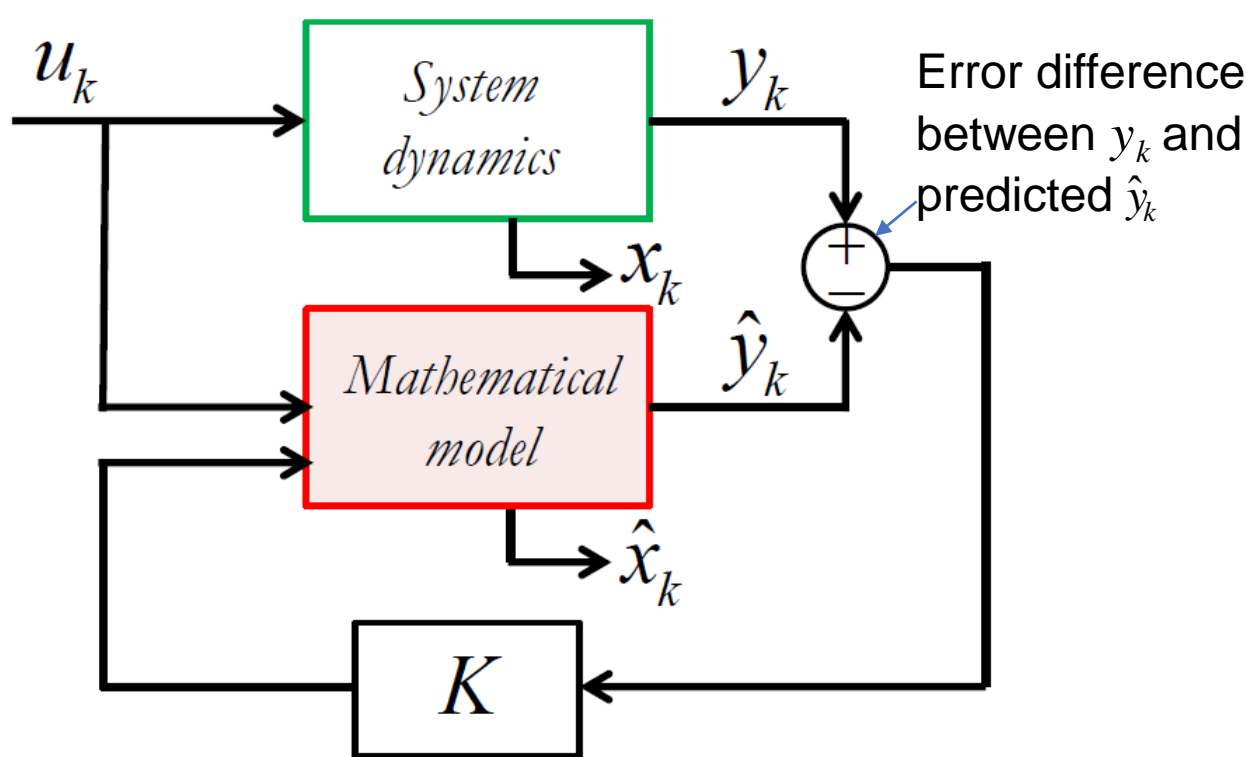 u_k
System
dynamics
y_k
Error difference
between y_k and
predicted ŷ_k
+
−
x_k
Mathematical
model
ŷ_k
x̂_k
K